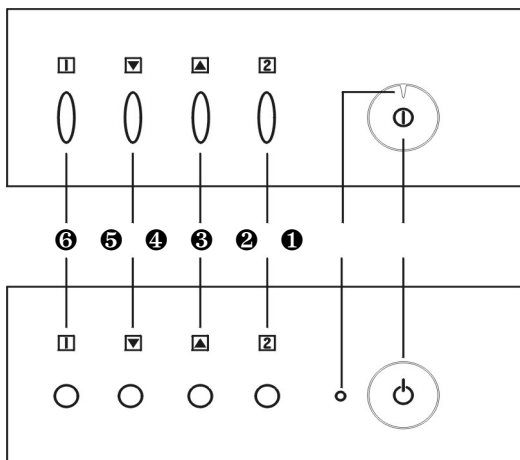 1 ▼ ▲ 2
❻ ❺ ❹ ❸ ❷ ❶
1 ▼ ▲ 2